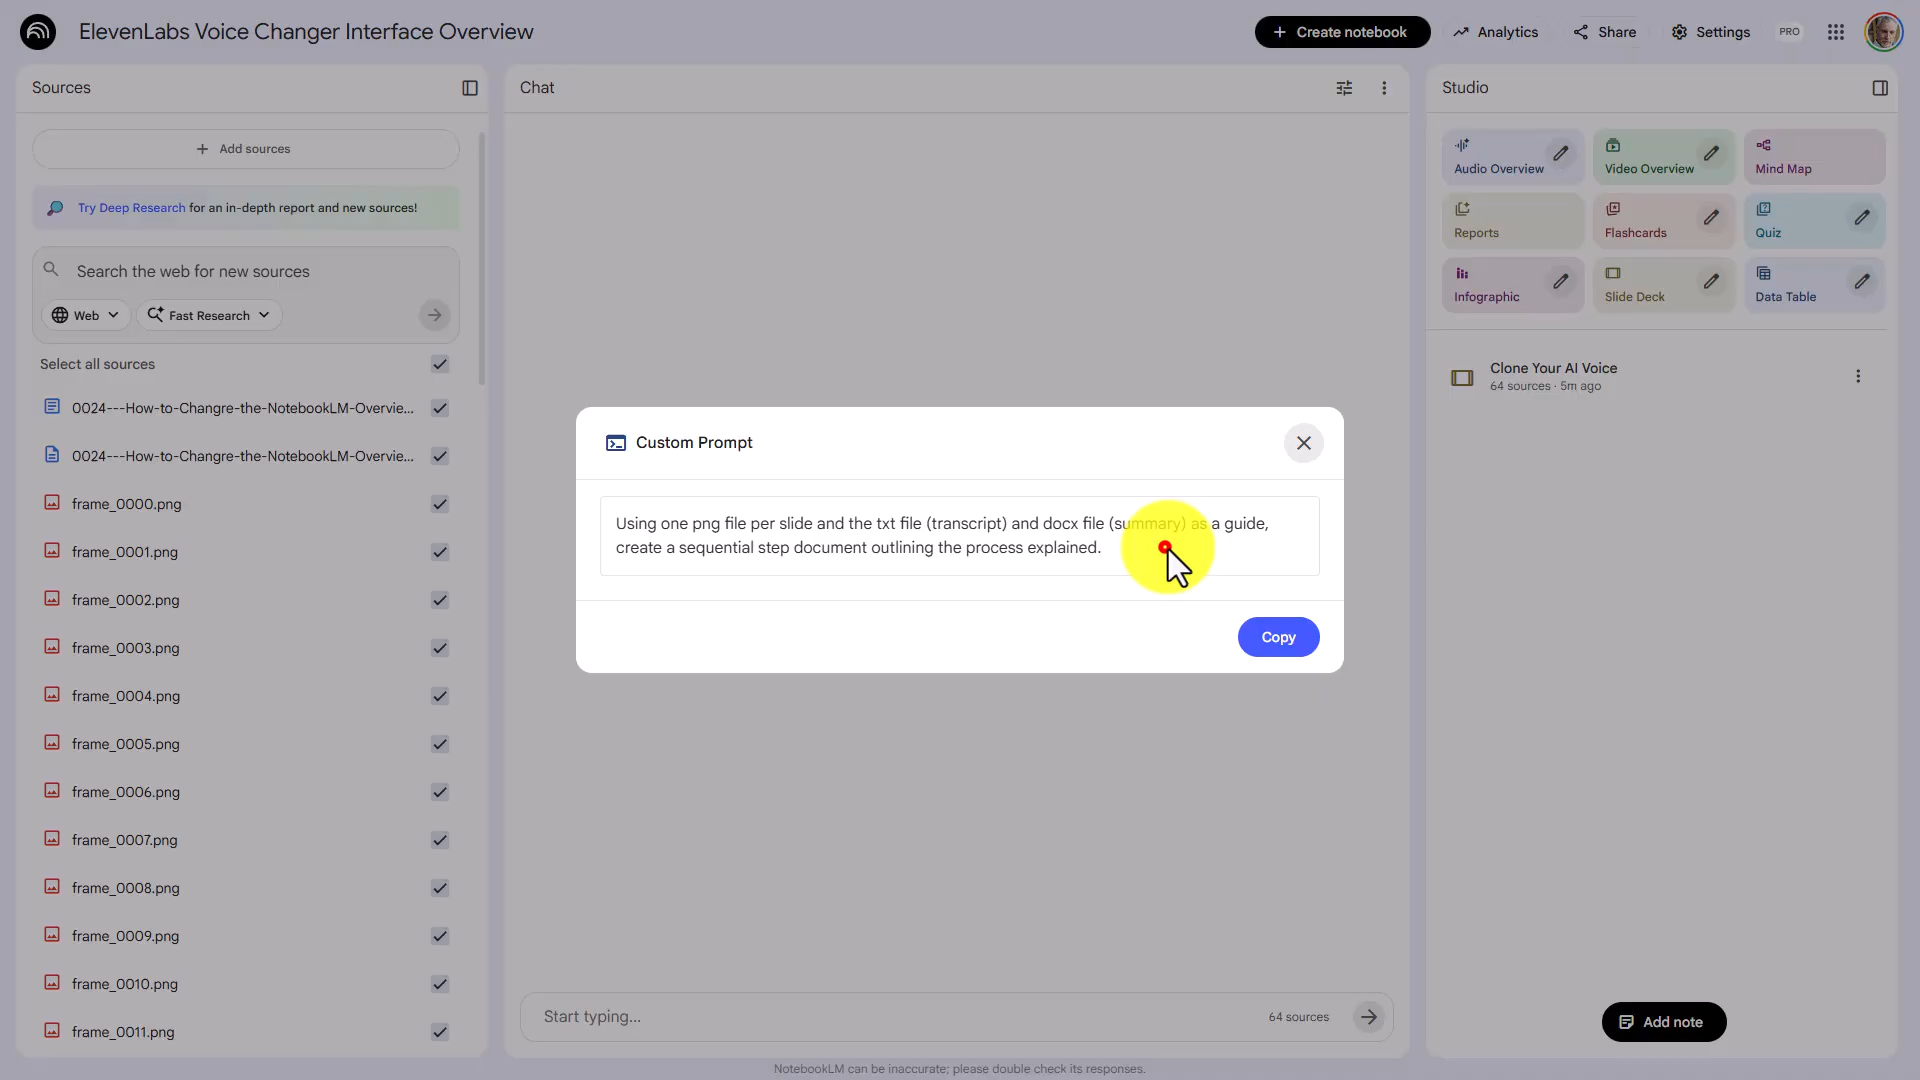 ElevenLabs Voice Changer Interface Overview
Create notebook
Analytics
Share
Settings
PRO
Sources
Add sources
Try Deep Research for an in-depth report and new sources!
Search the web for new sources
Web
Fast Research
Select all sources
0024---How-to-Changre-the-NotebookLM-Overvie...
0024---How-to-Changre-the-NotebookLM-Overvie...
frame_0000.png
frame_0001.png
frame_0002.png
frame_0003.png
frame_0004.png
frame_0005.png
frame_0006.png
frame_0007.png
frame_0008.png
frame_0009.png
frame_0010.png
frame_0011.png
Chat
Custom Prompt
Using one png file per slide and the txt file (transcript) and docx file (summary) as a guide,
create a sequential step document outlining the process explained.
Copy
Start typing...
64 sources
NotebookLM can be inaccurate; please double check its responses.
Studio
Audio Overview
Video Overview
Mind Map
Reports
Flashcards
Quiz
Infographic
Slide Deck
Data Table
Clone Your AI Voice
64 sources · 5m ago
Add note